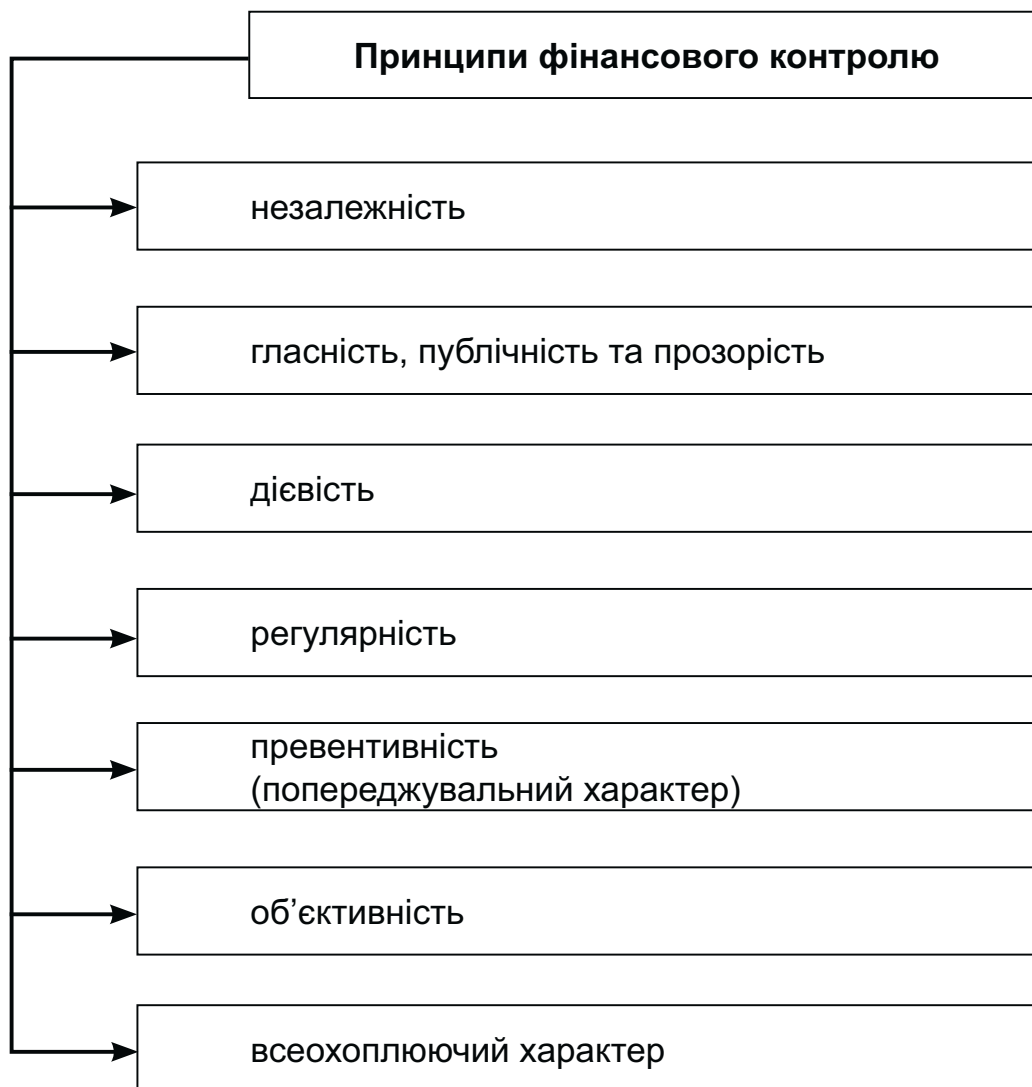 Принципи фінансового контролю
незалежність
гласність, публічність та прозорість
дієвість
регулярність
превентивність
(попереджувальний характер)
об’єктивність
всеохоплюючий характер